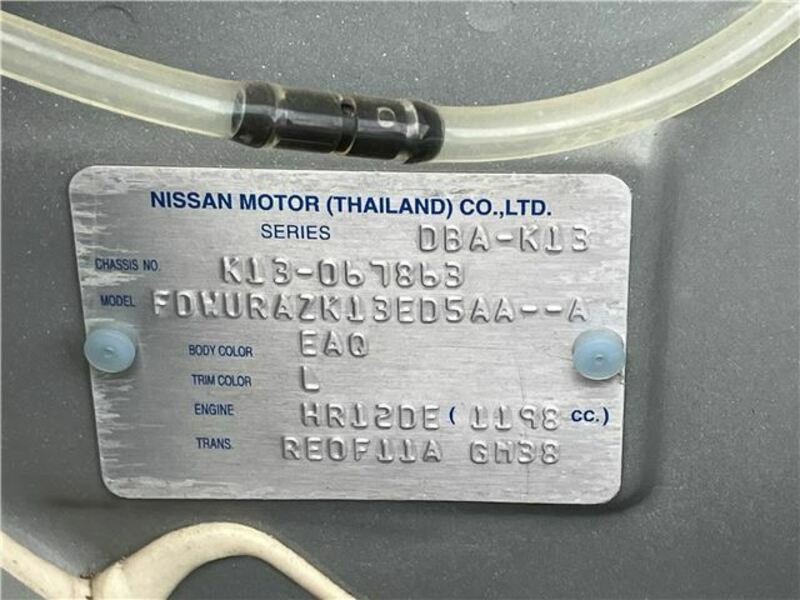 NISSAN MOTOR (THAILAND) CO.,LTD.
SERIES DBA-K13
CHASSIS NO. K13-067863
MODEL FDWURAZK13ED5AA--A
BODY COLOR EAQ
TRIM COLOR L
ENGINE HR12DE ( 1198 CC.)
TRANS. RE0F11A GM38